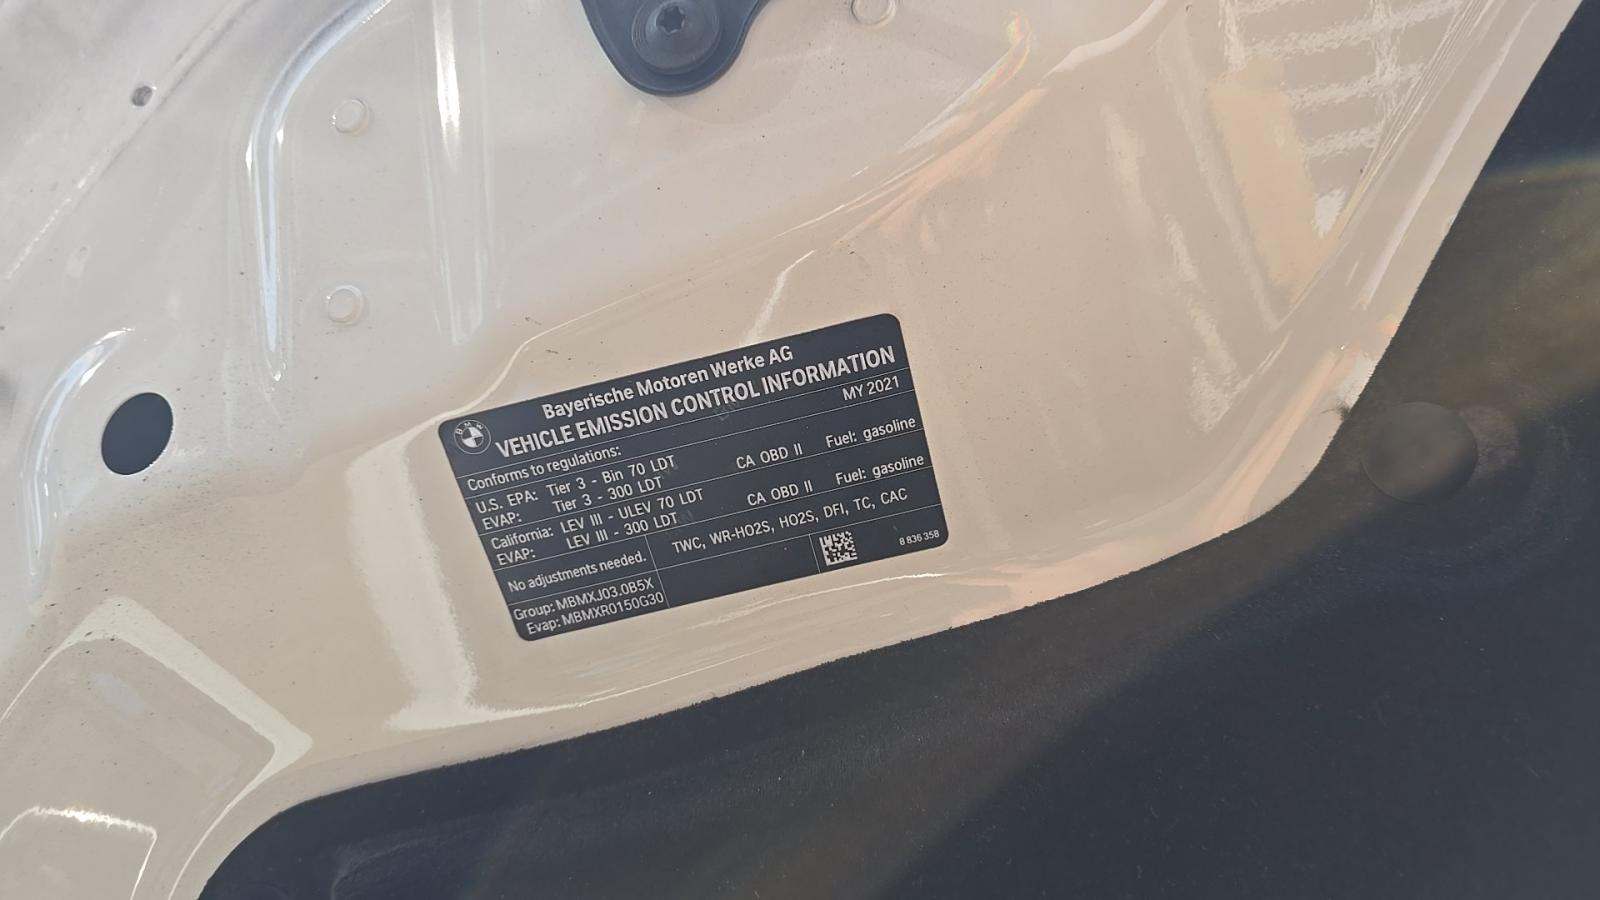 BMW
Bayerische Motoren Werke AG
VEHICLE EMISSION CONTROL INFORMATION
Conforms to regulations: MY 2021
U.S. EPA: Tier 3 - Bin 70 LDT CA OBD II Fuel: gasoline
EVAP: Tier 3 - 300 LDT
California: LEV III - ULEV 70 LDT CA OBD II Fuel: gasoline
EVAP: LEV III - 300 LDT
No adjustments needed. TWC, WR-HO2S, HO2S, DFI, TC, CAC
Group: MBMXJ03.0B5X
Evap: MBMXR0150G30
8 836 358